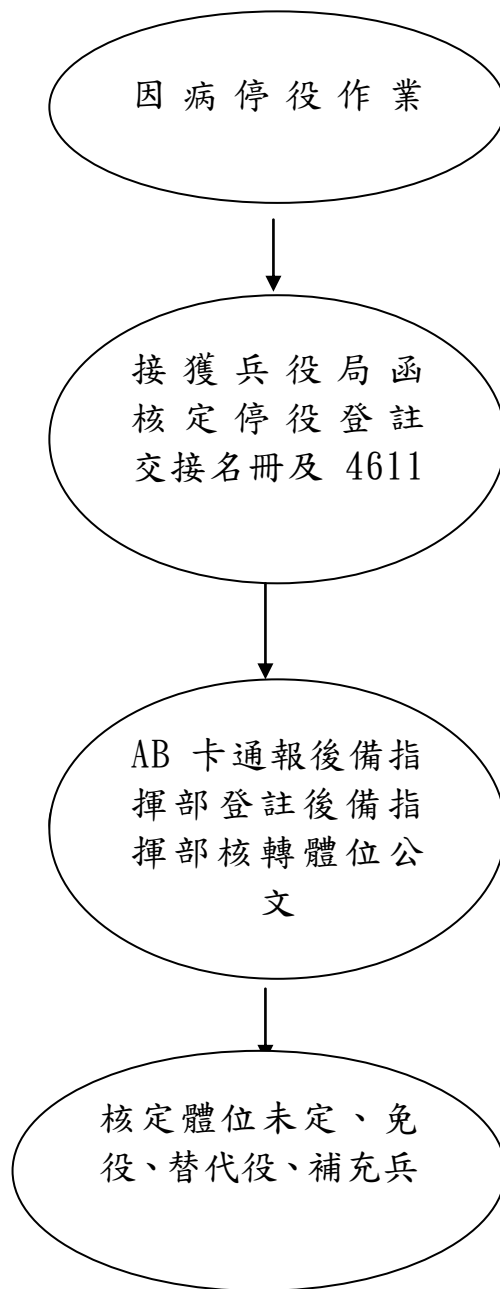 因病停役作業
接獲兵役局函
核定停役登註
交接名冊及 4611
AB 卡通報後備指
揮部登註後備指
揮部核轉體位公
文
核定體位未定、免
役、替代役、補充兵